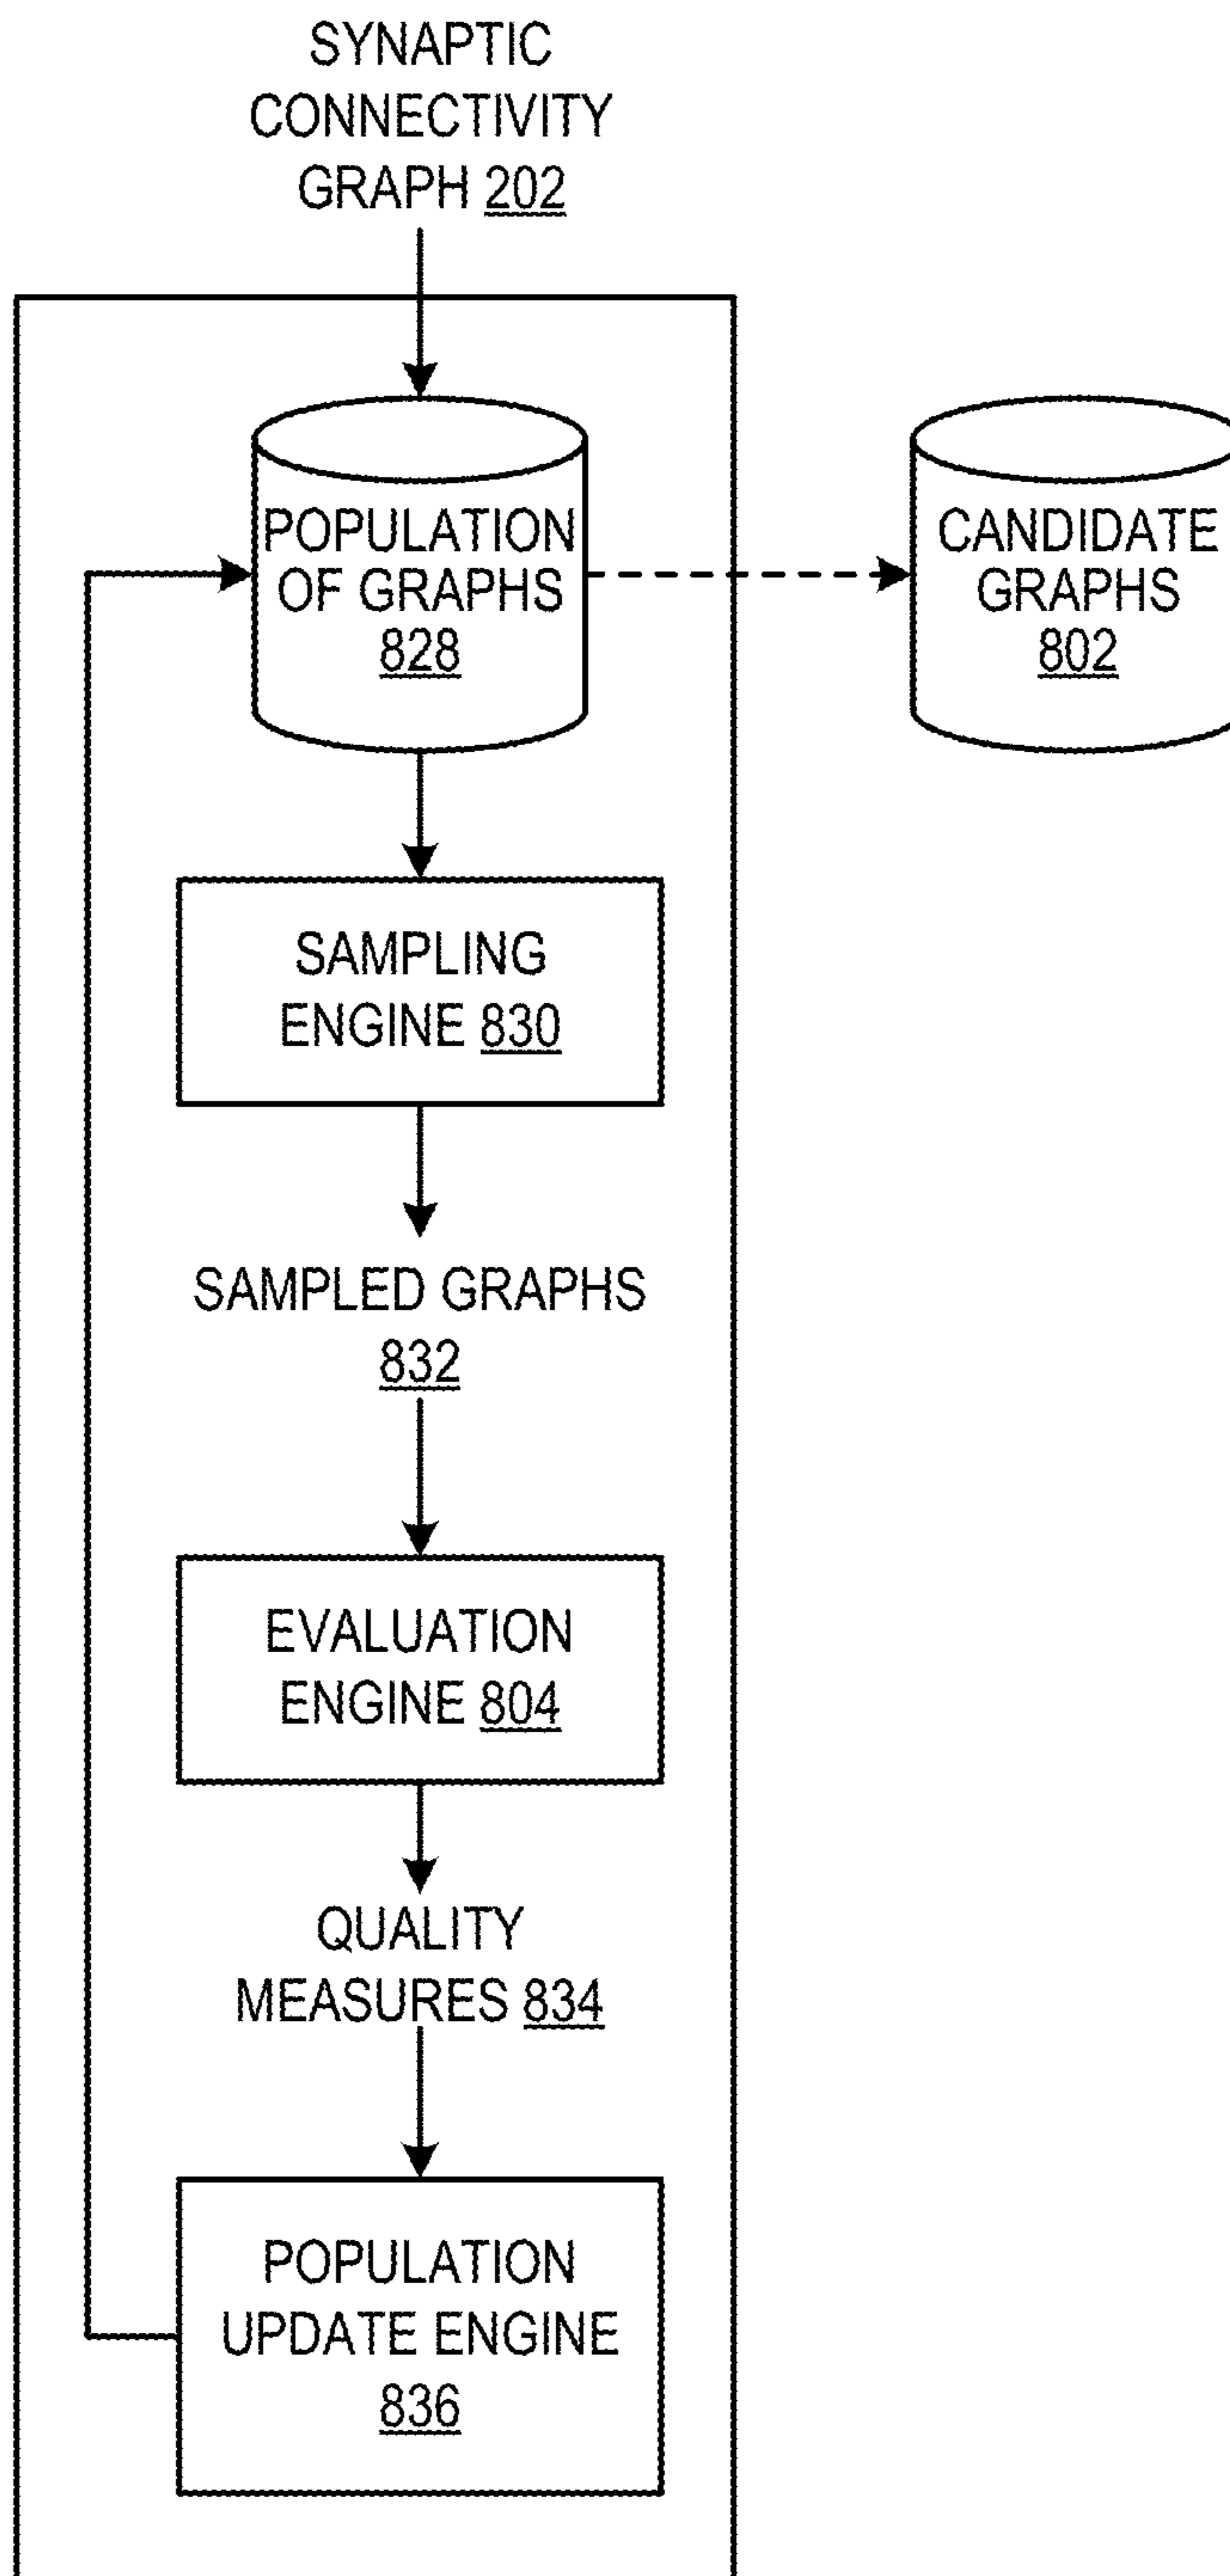 SYNAPTIC
CONNECTIVITY
GRAPH 202
POPULATION
OF GRAPHS
828
CANDIDATE
GRAPHS
802
SAMPLING
ENGINE 830
SAMPLED GRAPHS
832
EVALUATION
ENGINE 804
QUALITY
MEASURES 834
POPULATION
UPDATE ENGINE
836